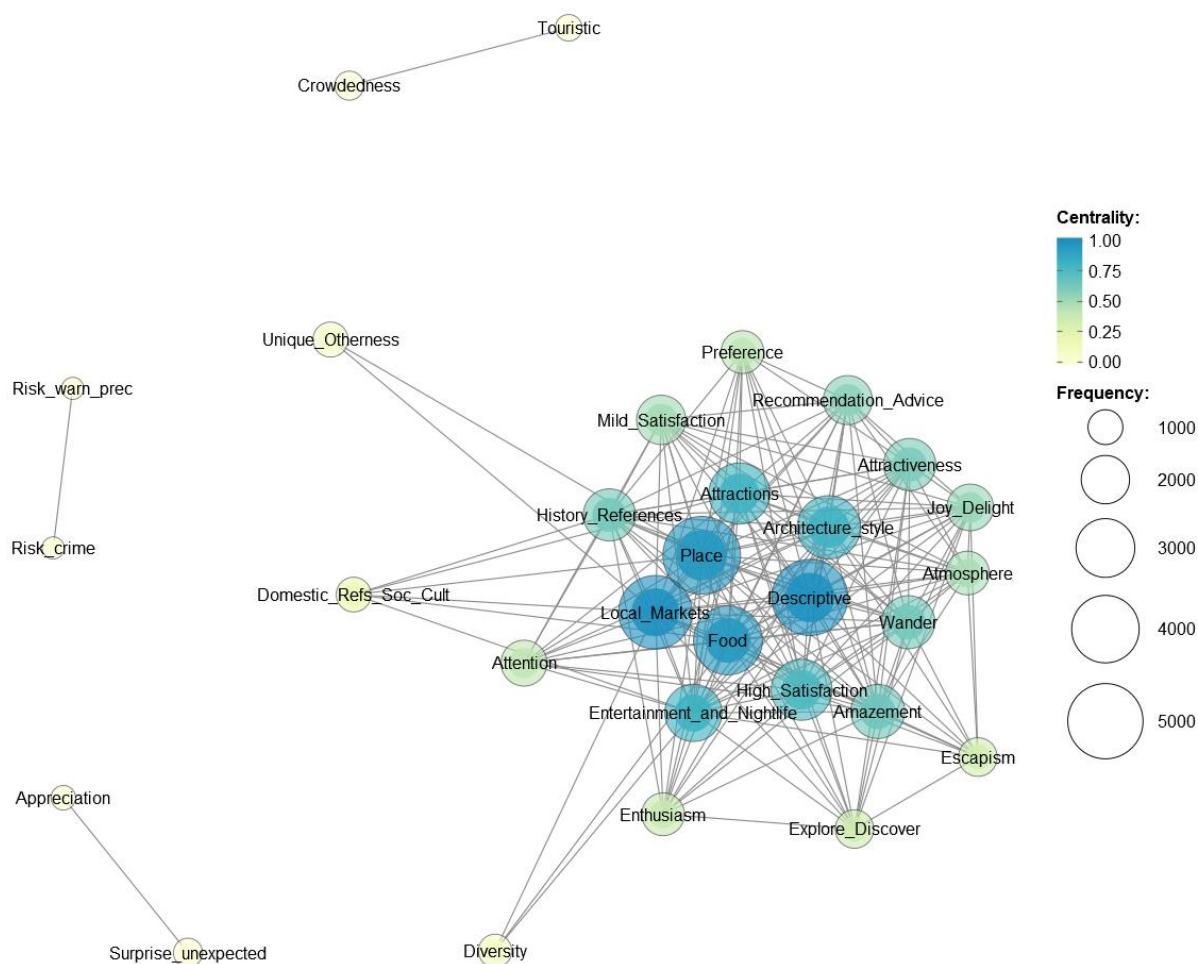 Touristic
Crowdedness
Centrality:
1.00
0.75
0.50
0.25
0.00
Unique_Otherness
Preference
Risk_warn_prec
Recommendation_Advice
Frequency:
1000
Mild_Satisfaction
Attractiveness
2000
Attractions
Joy_Delight
History_References
Architecture_style
Risk_crime
Place
3000
Atmosphere
Domestic_Refs_Soc_Cult
Descriptive
Local_Markets
Wander
4000
Food
Attention
High_Satisfaction
Entertainment_and_Nightlife
Amazement
5000
Escapism
Appreciation
Enthusiasm
Explore_Discover
Surprise_unexpected
Diversity